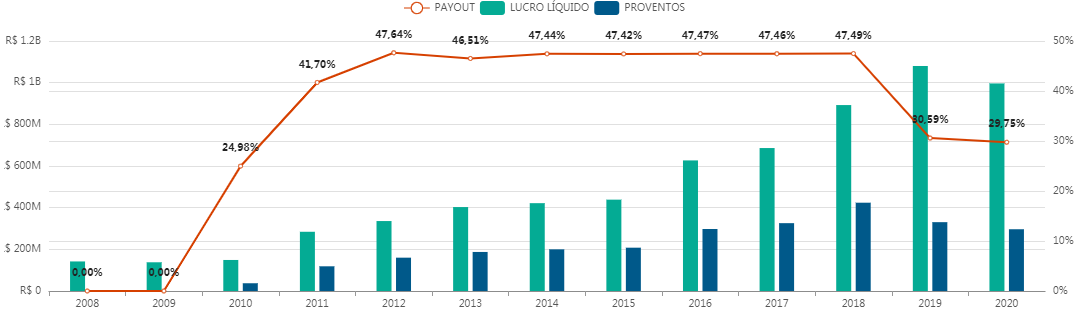 PAYOUT LUCRO LÍQUIDO PROVENTOS
R$ 1.2B
R$ 1B
$ 800M
$ 600M
$ 400M
$ 200M
R$ 0
50%
40%
30%
20%
10%
0%
0,00%
0,00%
24,98%
41,70%
47,64%
46,51%
47,44%
47,42%
47,47%
47,46%
47,49%
30,59%
29,75%
2008 2009 2010 2011 2012 2013 2014 2015 2016 2017 2018 2019 2020